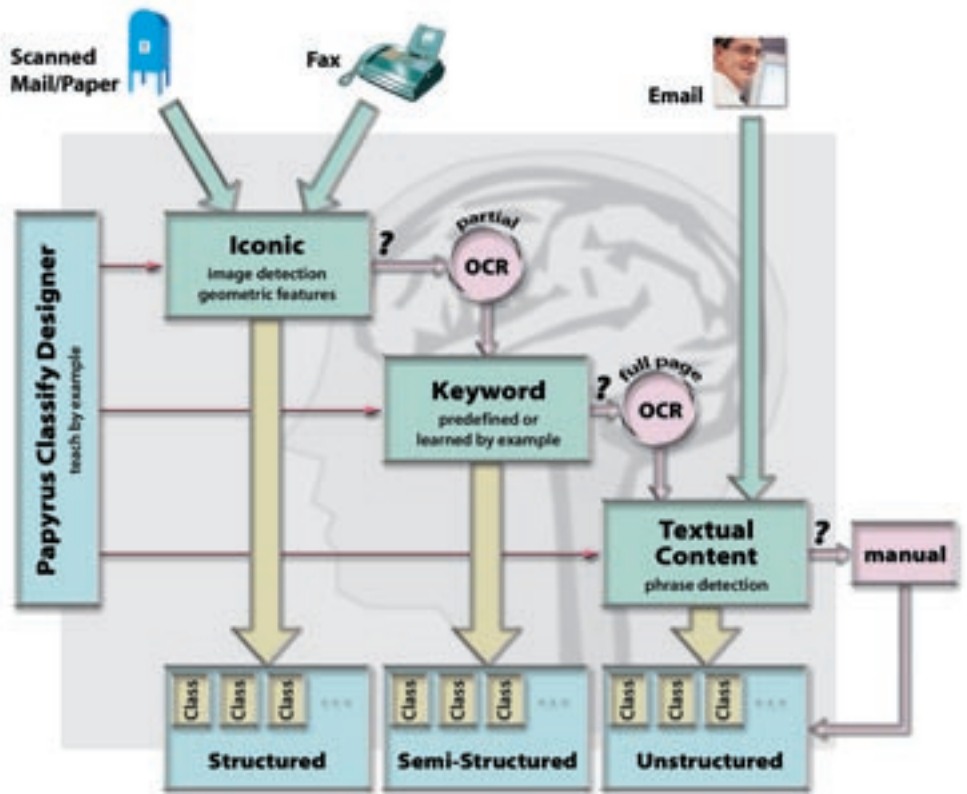 Scanned
Mail/Paper
Fax
Email
Papyrus Classify Designer
teach by example
Iconic
image detection
geometric features
?
partial
OCR
Keyword
predefined or
learned by example
?
full page
OCR
Textual
Content
phrase detection
?
manual
Class
Class
Class
...
Structured
Class
Class
Class
...
Semi-Structured
Class
Class
Class
...
Unstructured